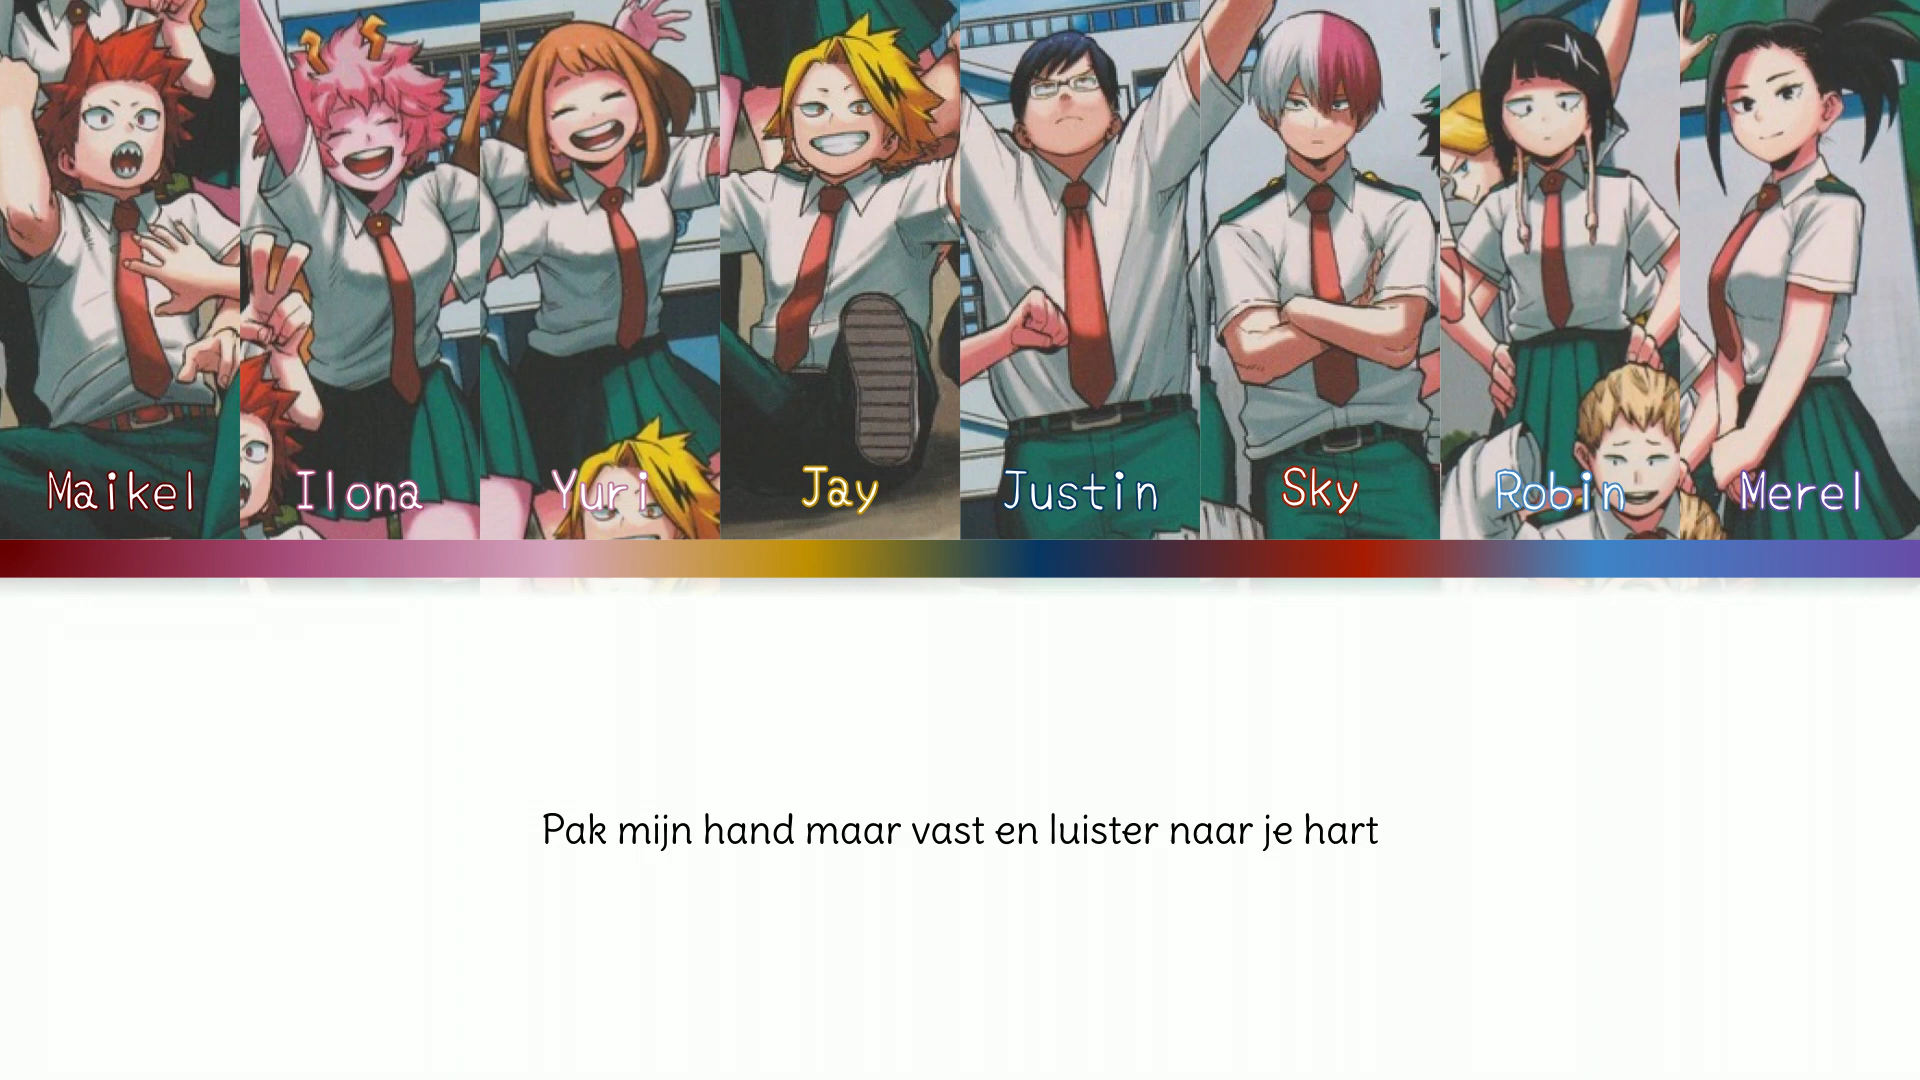 Maikel
Ilona
Yuri
Jay
Justin
Sky
Robin
Merel
Pak mijn hand maar vast en luister naar je hart